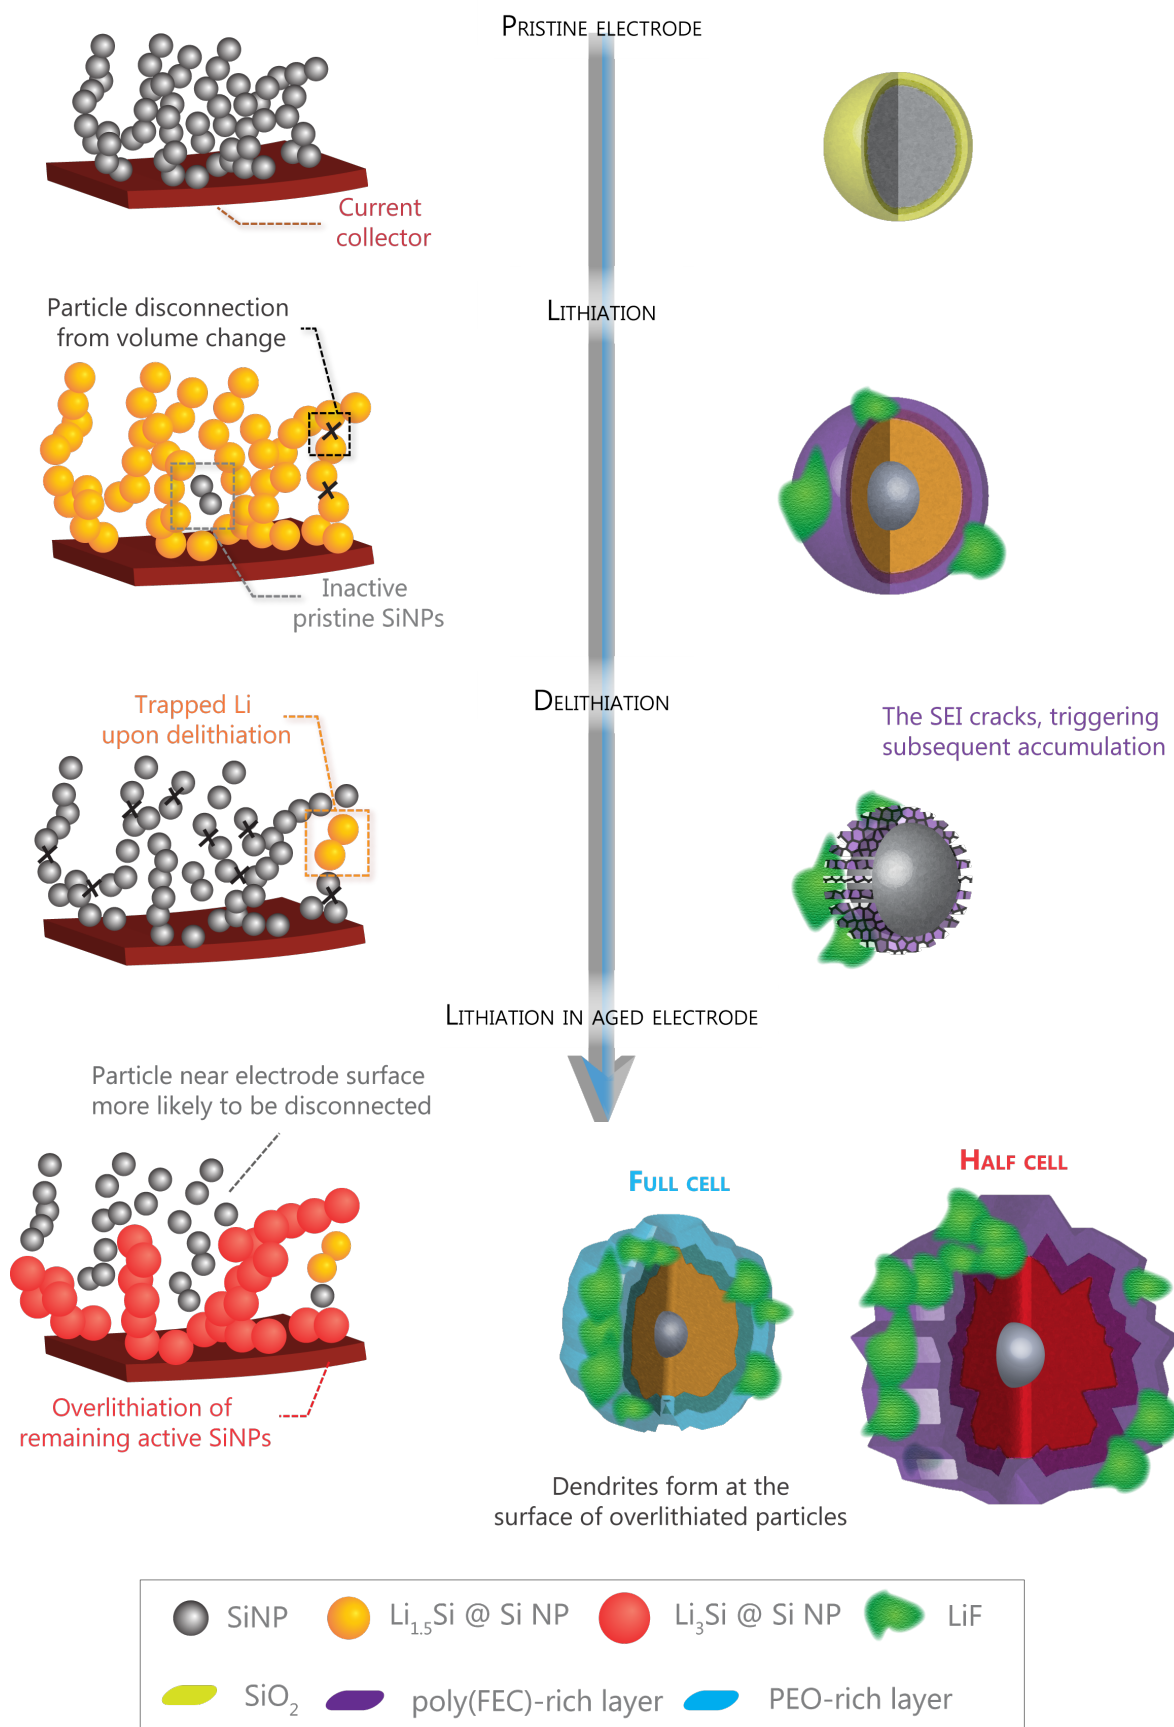 PRISTINE ELECTRODE
Current
collector
Particle disconnection
from volume change
LITHIATION
Inactive
pristine SiNPs
Trapped Li
upon delithiation
DELITHIATION
The SEI cracks, triggering
subsequent accumulation
LITHIATION IN AGED ELECTRODE
Particle near electrode surface
more likely to be disconnected
FULL CELL
HALF CELL
Overlithiation of
remaining active SiNPs
Dendrites form at the
surface of overlithiated particles
SiNP
Li1.5Si @ Si NP
Li3Si @ Si NP
LiF
SiO2
poly(FEC)-rich layer
PEO-rich layer